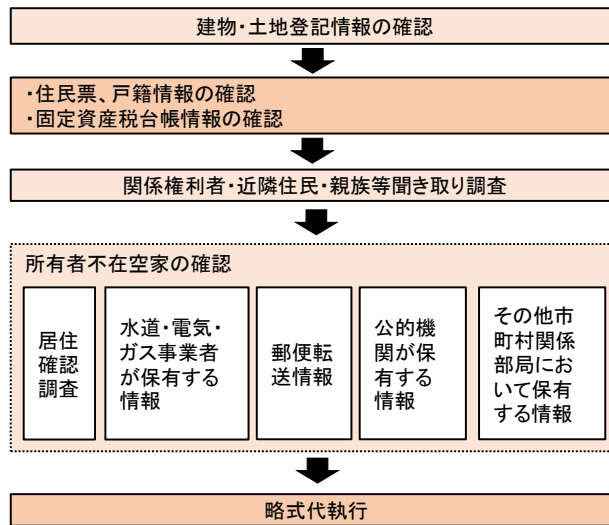 建物・土地登記情報の確認
・住民票、戸籍情報の確認
・固定資産税台帳情報の確認
関係権利者・近隣住民・親族等聞き取り調査
所有者不在空家の確認
居住
確認
調査
水道・電気・
ガス事業者
が保有する
情報
郵便転
送情報
公的機
関が保
有する
情報
その他市
町村関係
部局にお
いて保有
する情報
略式代執行